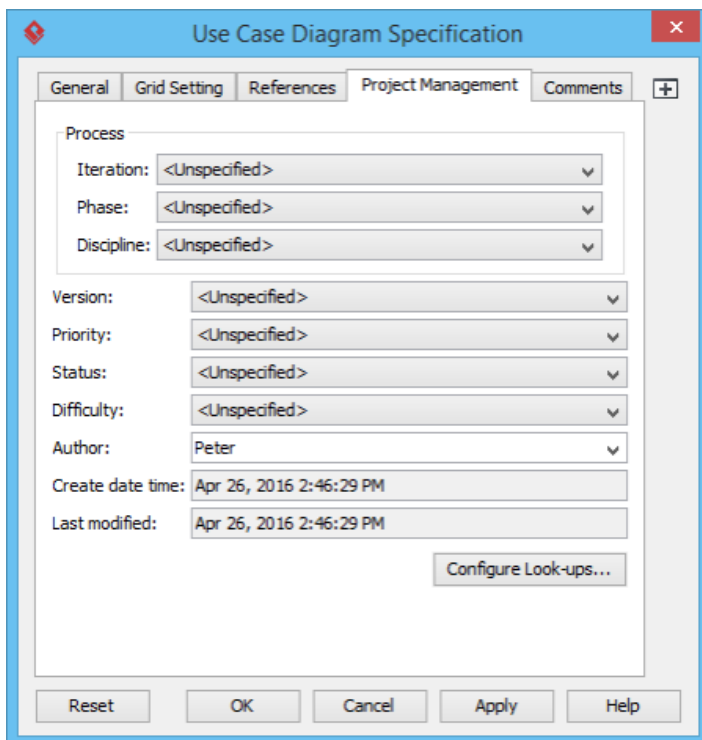 Use Case Diagram Specification
General Grid Setting References Project Management Comments
Process
Iteration: <Unspecified>
Phase: <Unspecified>
Discipline: <Unspecified>
Version: <Unspecified>
Priority: <Unspecified>
Status: <Unspecified>
Difficulty: <Unspecified>
Author: Peter
Create date time: Apr 26, 2016 2:46:29 PM
Last modified: Apr 26, 2016 2:46:29 PM
Configure Look-ups...
Reset OK Cancel Apply Help